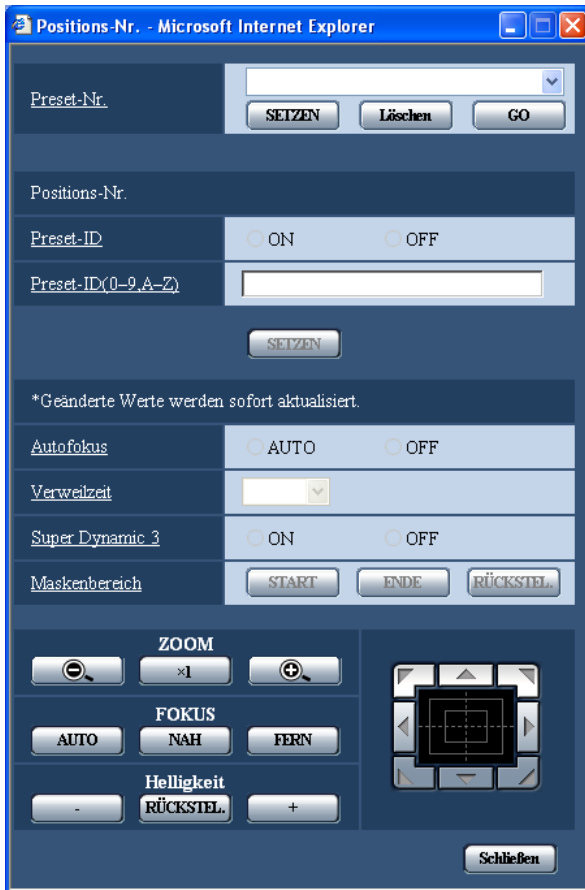 Positions-Nr. - Microsoft Internet Explorer
Preset-Nr.
SETZEN Löschen GO
Positions-Nr.
Preset-ID ON OFF
Preset-ID(0–9,A–Z)
SETZEN
*Geänderte Werte werden sofort aktualisiert.
Autofokus AUTO OFF
Verweilzeit
Super Dynamic 3 ON OFF
Maskenbereich START ENDE RÜCKSTEL.
ZOOM
×1
FOKUS
AUTO NAH FERN
Helligkeit
- RÜCKSTEL. +
Schließen